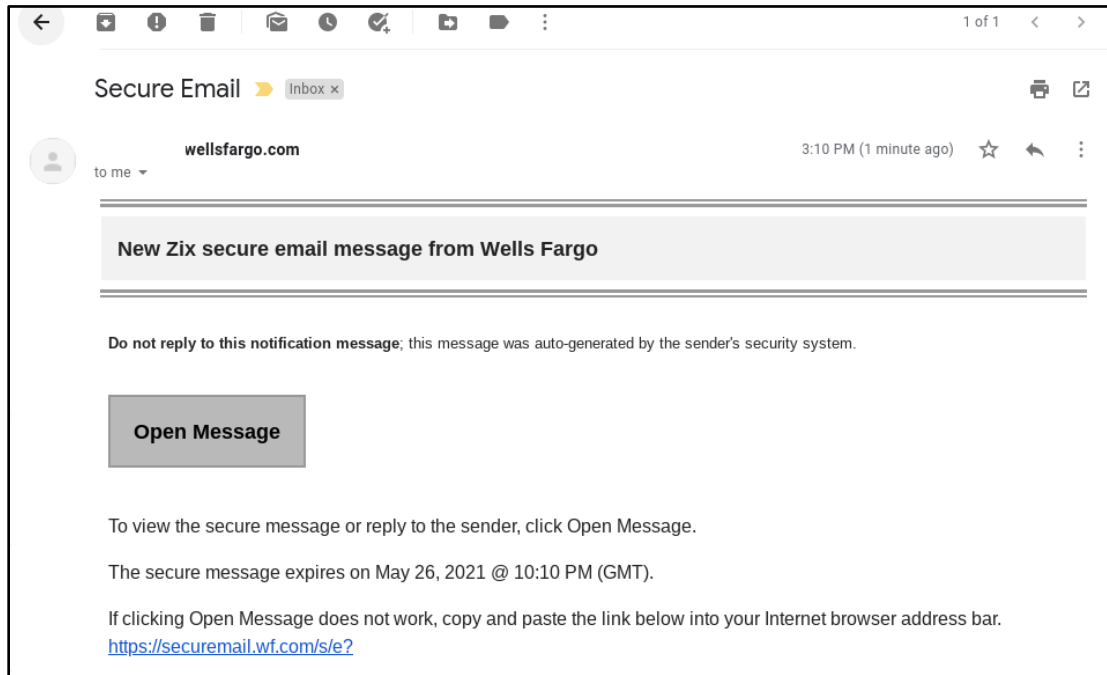 1 of 1
Secure Email Inbox ×
wellsfargo.com 3:10 PM (1 minute ago)
to me
New Zix secure email message from Wells Fargo
Do not reply to this notification message; this message was auto-generated by the sender's security system.
Open Message
To view the secure message or reply to the sender, click Open Message.
The secure message expires on May 26, 2021 @ 10:10 PM (GMT).
If clicking Open Message does not work, copy and paste the link below into your Internet browser address bar.
https://securemail.wf.com/s/e?